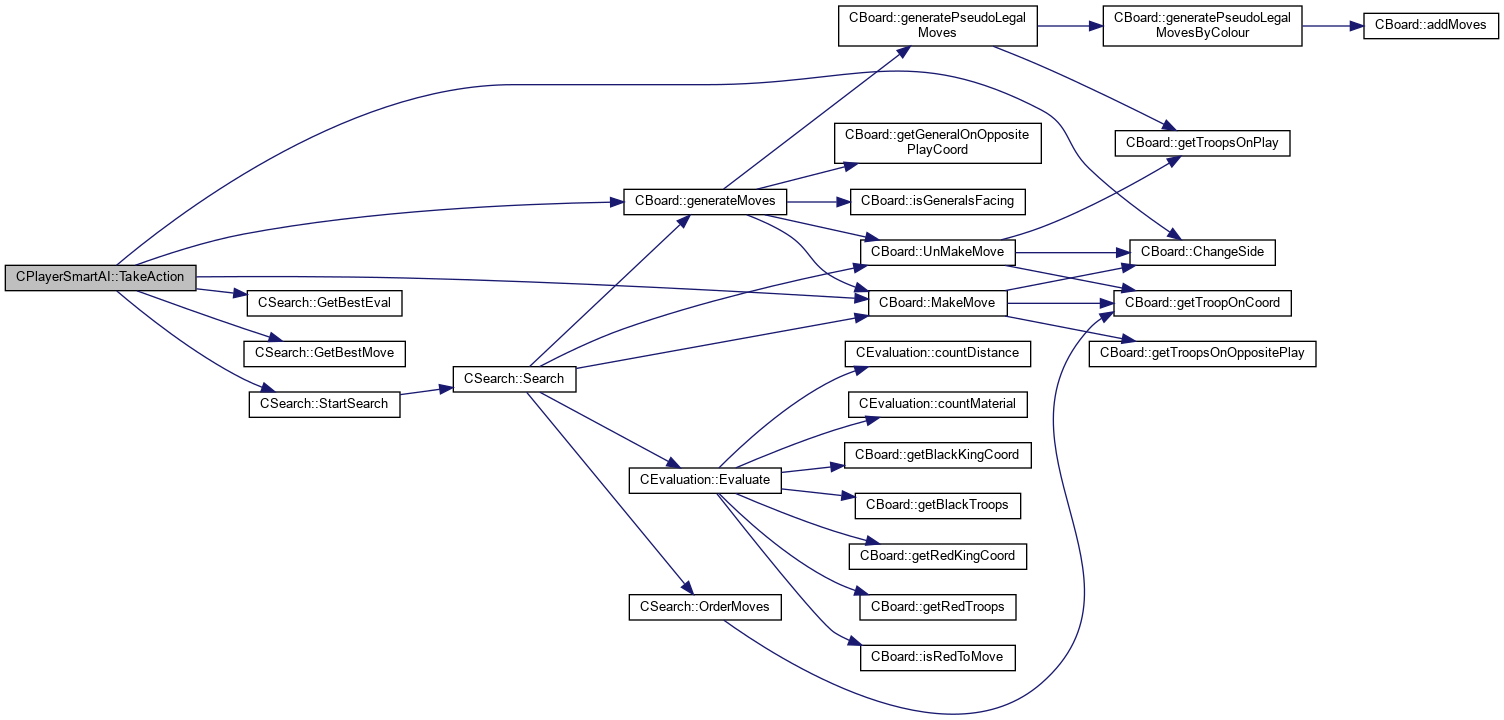 CBoard::generatePseudoLegal
Moves
CBoard::generatePseudoLegal
MovesByColour
CBoard::addMoves
CBoard::getGeneralOnOpposite
PlayCoord
CBoard::getTroopsOnPlay
CBoard::generateMoves
CBoard::isGeneralsFacing
CBoard::UnMakeMove
CBoard::ChangeSide
CPlayerSmartAI::TakeAction
CSearch::GetBestEval
CBoard::MakeMove
CBoard::getTroopOnCoord
CSearch::GetBestMove
CEvaluation::countDistance
CBoard::getTroopsOnOppositePlay
CSearch::Search
CSearch::StartSearch
CEvaluation::countMaterial
CBoard::getBlackKingCoord
CEvaluation::Evaluate
CBoard::getBlackTroops
CBoard::getRedKingCoord
CSearch::OrderMoves
CBoard::getRedTroops
CBoard::isRedToMove